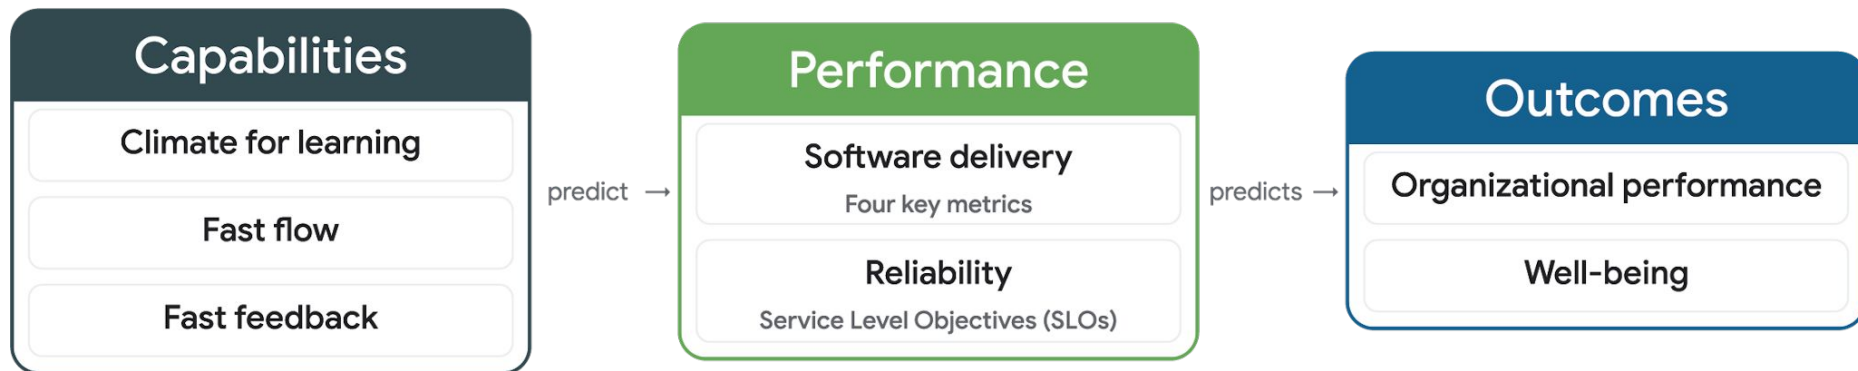 Capabilities
Climate for learning
Fast flow
Fast feedback
predict →
Performance
Software delivery
Four key metrics
Reliability
Service Level Objectives (SLOs)
predicts →
Outcomes
Organizational performance
Well-being